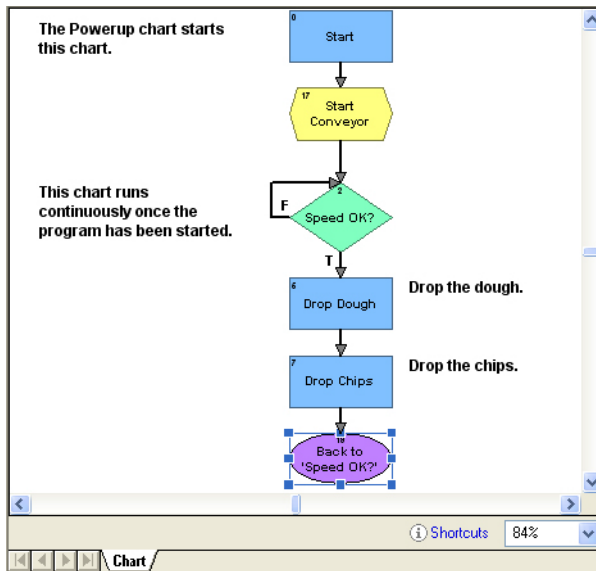 The Powerup chart starts
this chart.
0
Start
17
Start
Conveyor
This chart runs
continuously once the
program has been started.
2
Speed OK?
F
T
6
Drop Dough
Drop the dough.
7
Drop Chips
Drop the chips.
19
Back to
'Speed OK?'
Shortcuts
84%
Chart